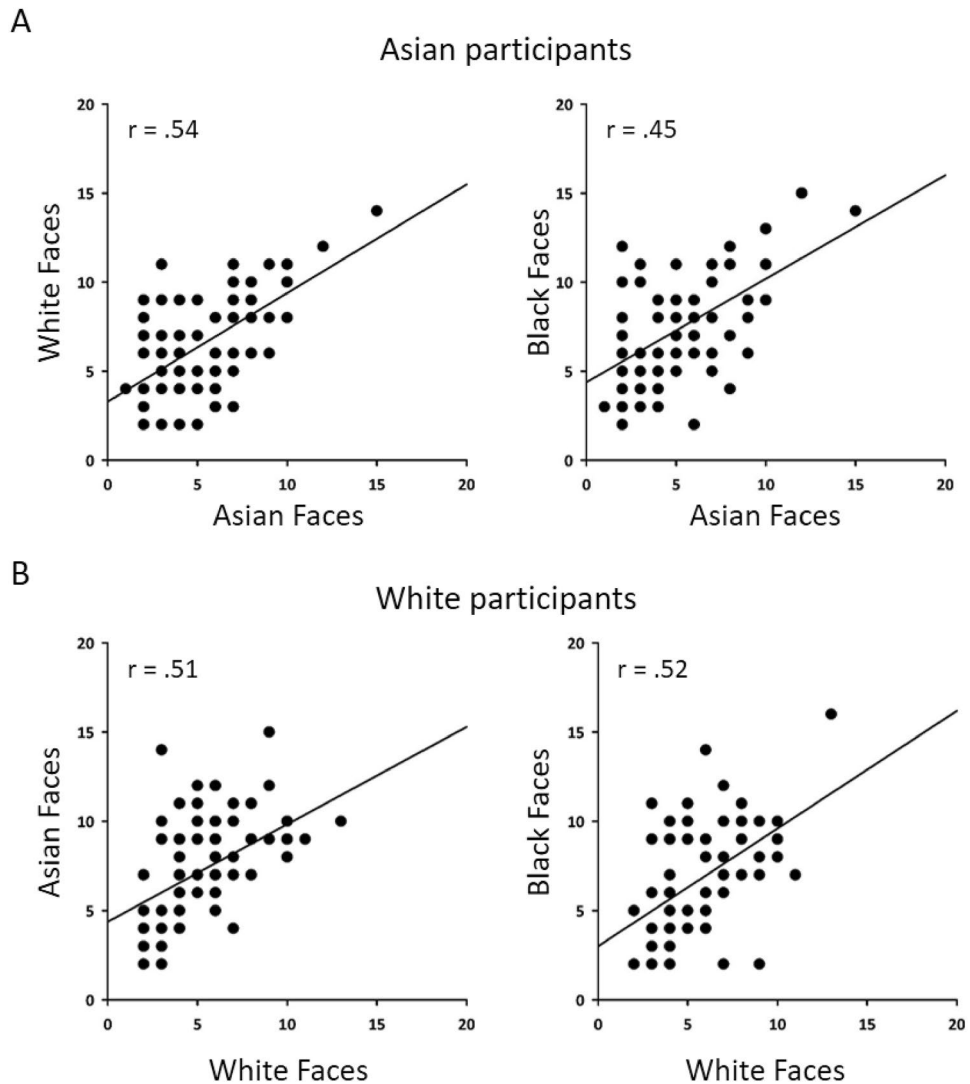 A
Asian participants
r = .54
r = .45
20
15
10
5
0
White Faces
0 5 10 15 20
Asian Faces
20
15
10
5
0
Black Faces
0 5 10 15 20
Asian Faces
B
White participants
r = .51
r = .52
20
15
10
5
0
Asian Faces
0 5 10 15 20
White Faces
20
15
10
5
0
Black Faces
0 5 10 15 20
White Faces